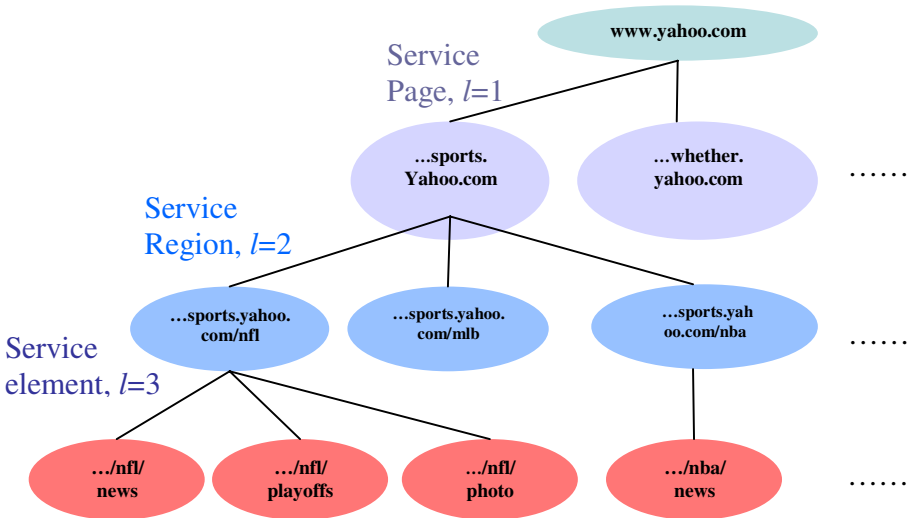 www.yahoo.com
Service
Page, l=1
…sports.
Yahoo.com
…whether.
yahoo.com
……
Service
Region, l=2
…sports.yahoo.
com/nfl
…sports.yahoo.
com/mlb
…sports.yah
oo.com/nba
……
Service
element, l=3
…/nfl/
news
…/nfl/
playoffs
…/nfl/
photo
…/nba/
news
……